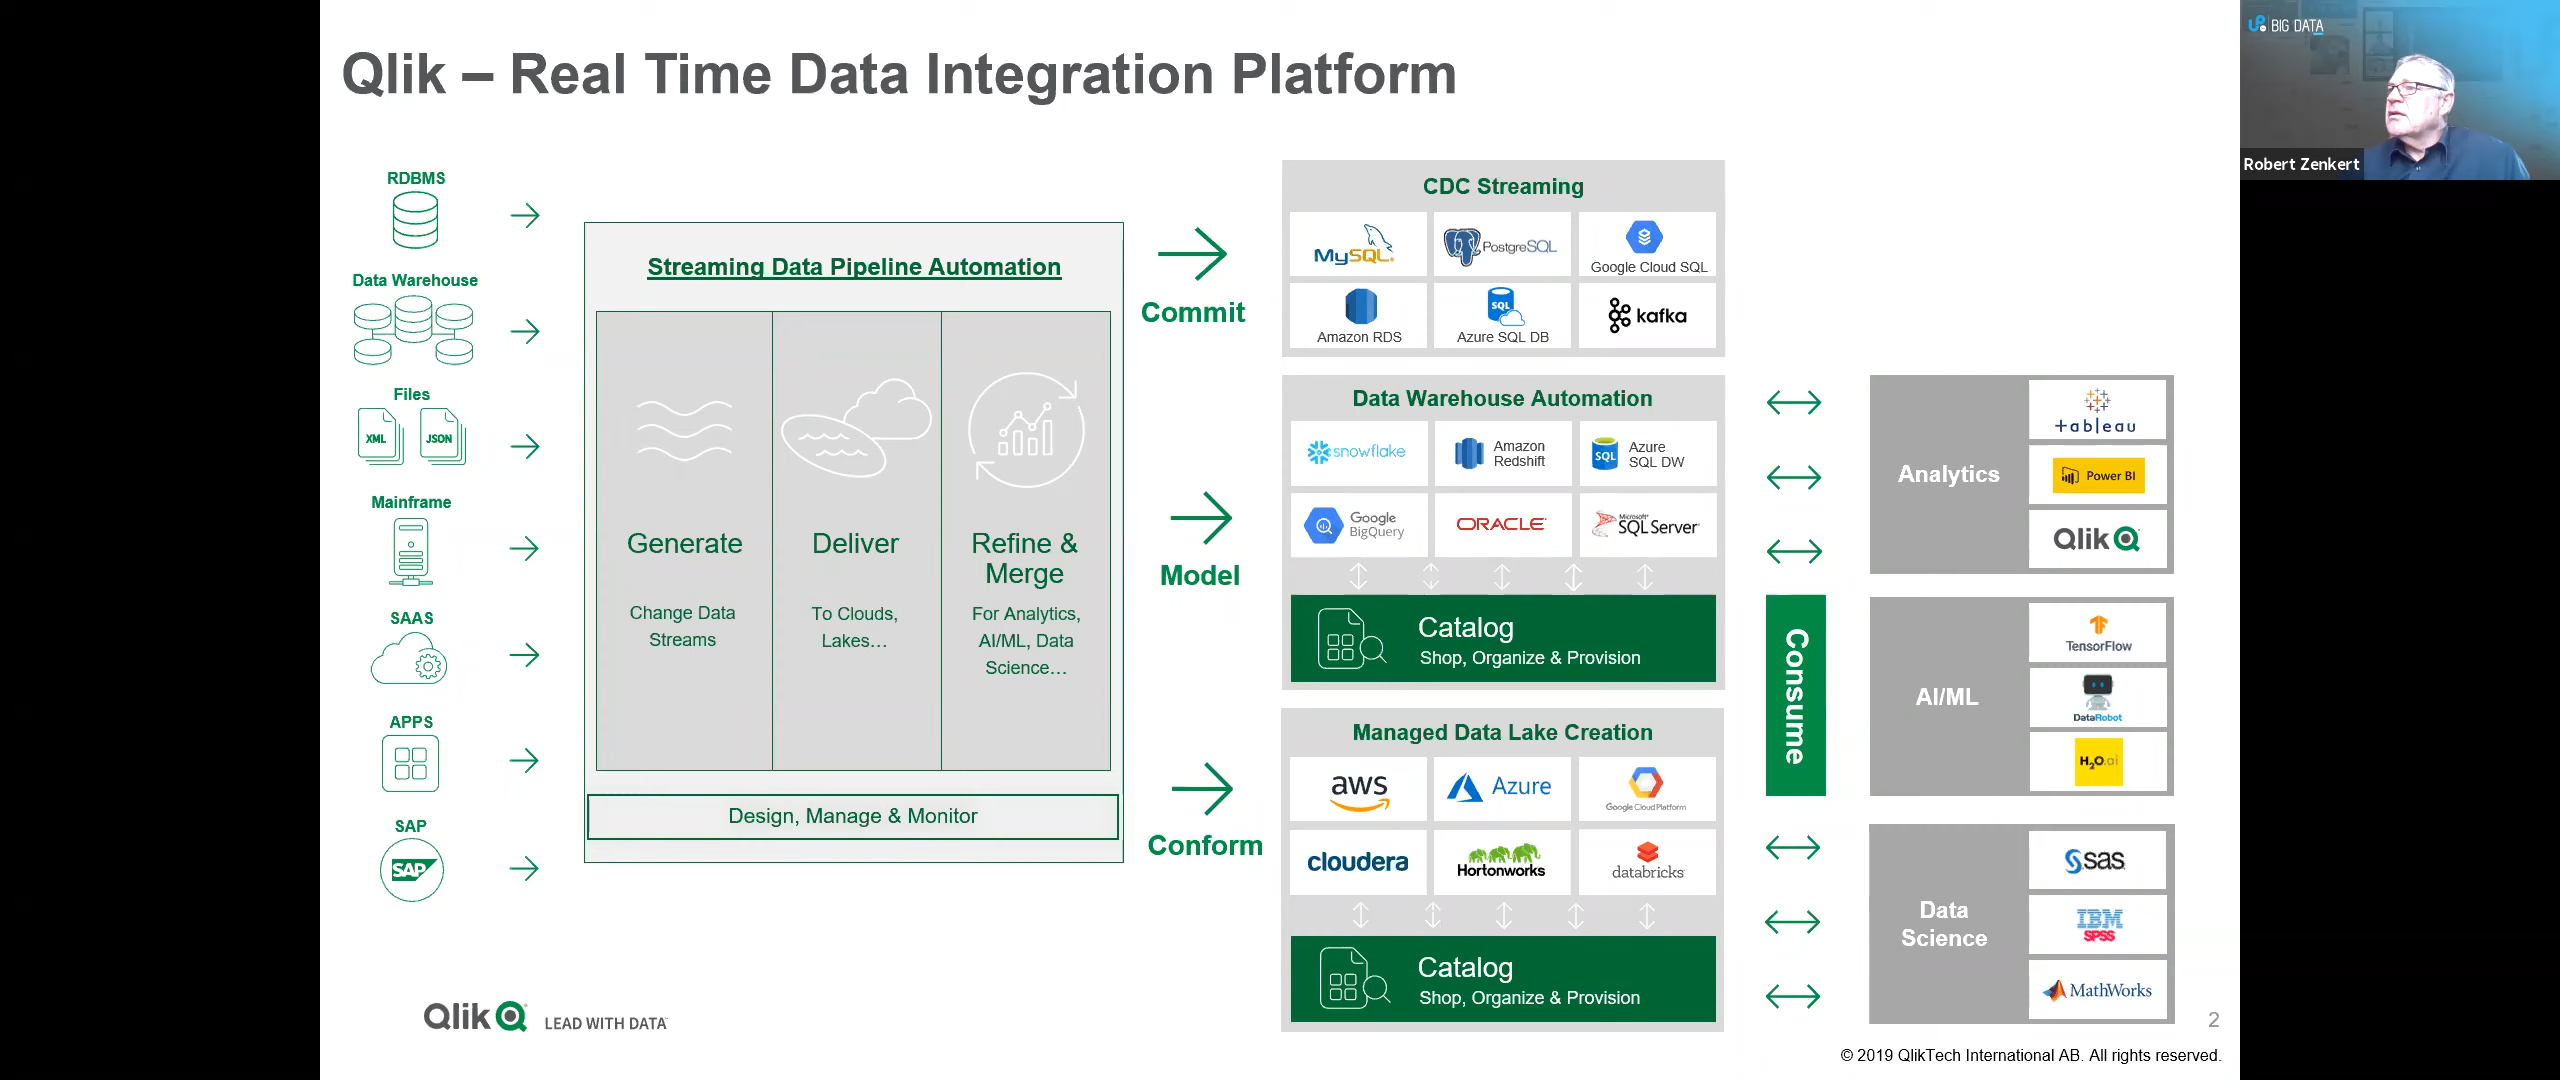 Qlik – Real Time Data Integration Platform
BIG DATA
Robert Zenkert
RDBMS
Data Warehouse
Files
XML
JSON
Mainframe
SAAS
APPS
SAP
SAP
Streaming Data Pipeline Automation
Generate
Change Data
Streams
Deliver
To Clouds,
Lakes…
Refine &
Merge
For Analytics,
AI/ML, Data
Science…
Design, Manage & Monitor
Commit
Model
Conform
CDC Streaming
MySQL
PostgreSQL
Google Cloud SQL
Amazon RDS
SQL
Azure SQL DB
kafka
Data Warehouse Automation
snowflake
Amazon
Redshift
SQL
Azure
SQL DW
Google
BigQuery
ORACLE
Microsoft
SQL Server
Catalog
Shop, Organize & Provision
Managed Data Lake Creation
aws
Azure
Google Cloud Platform
cloudera
Hortonworks
databricks
Catalog
Shop, Organize & Provision
Consume
Analytics
+ableau
Power BI
Qlik
AI/ML
TensorFlow
DataRobot
H2O.ai
Data
Science
sas
IBM
SPSS
MathWorks
Qlik
LEAD WITH DATA
2
© 2019 QlikTech International AB. All rights reserved.